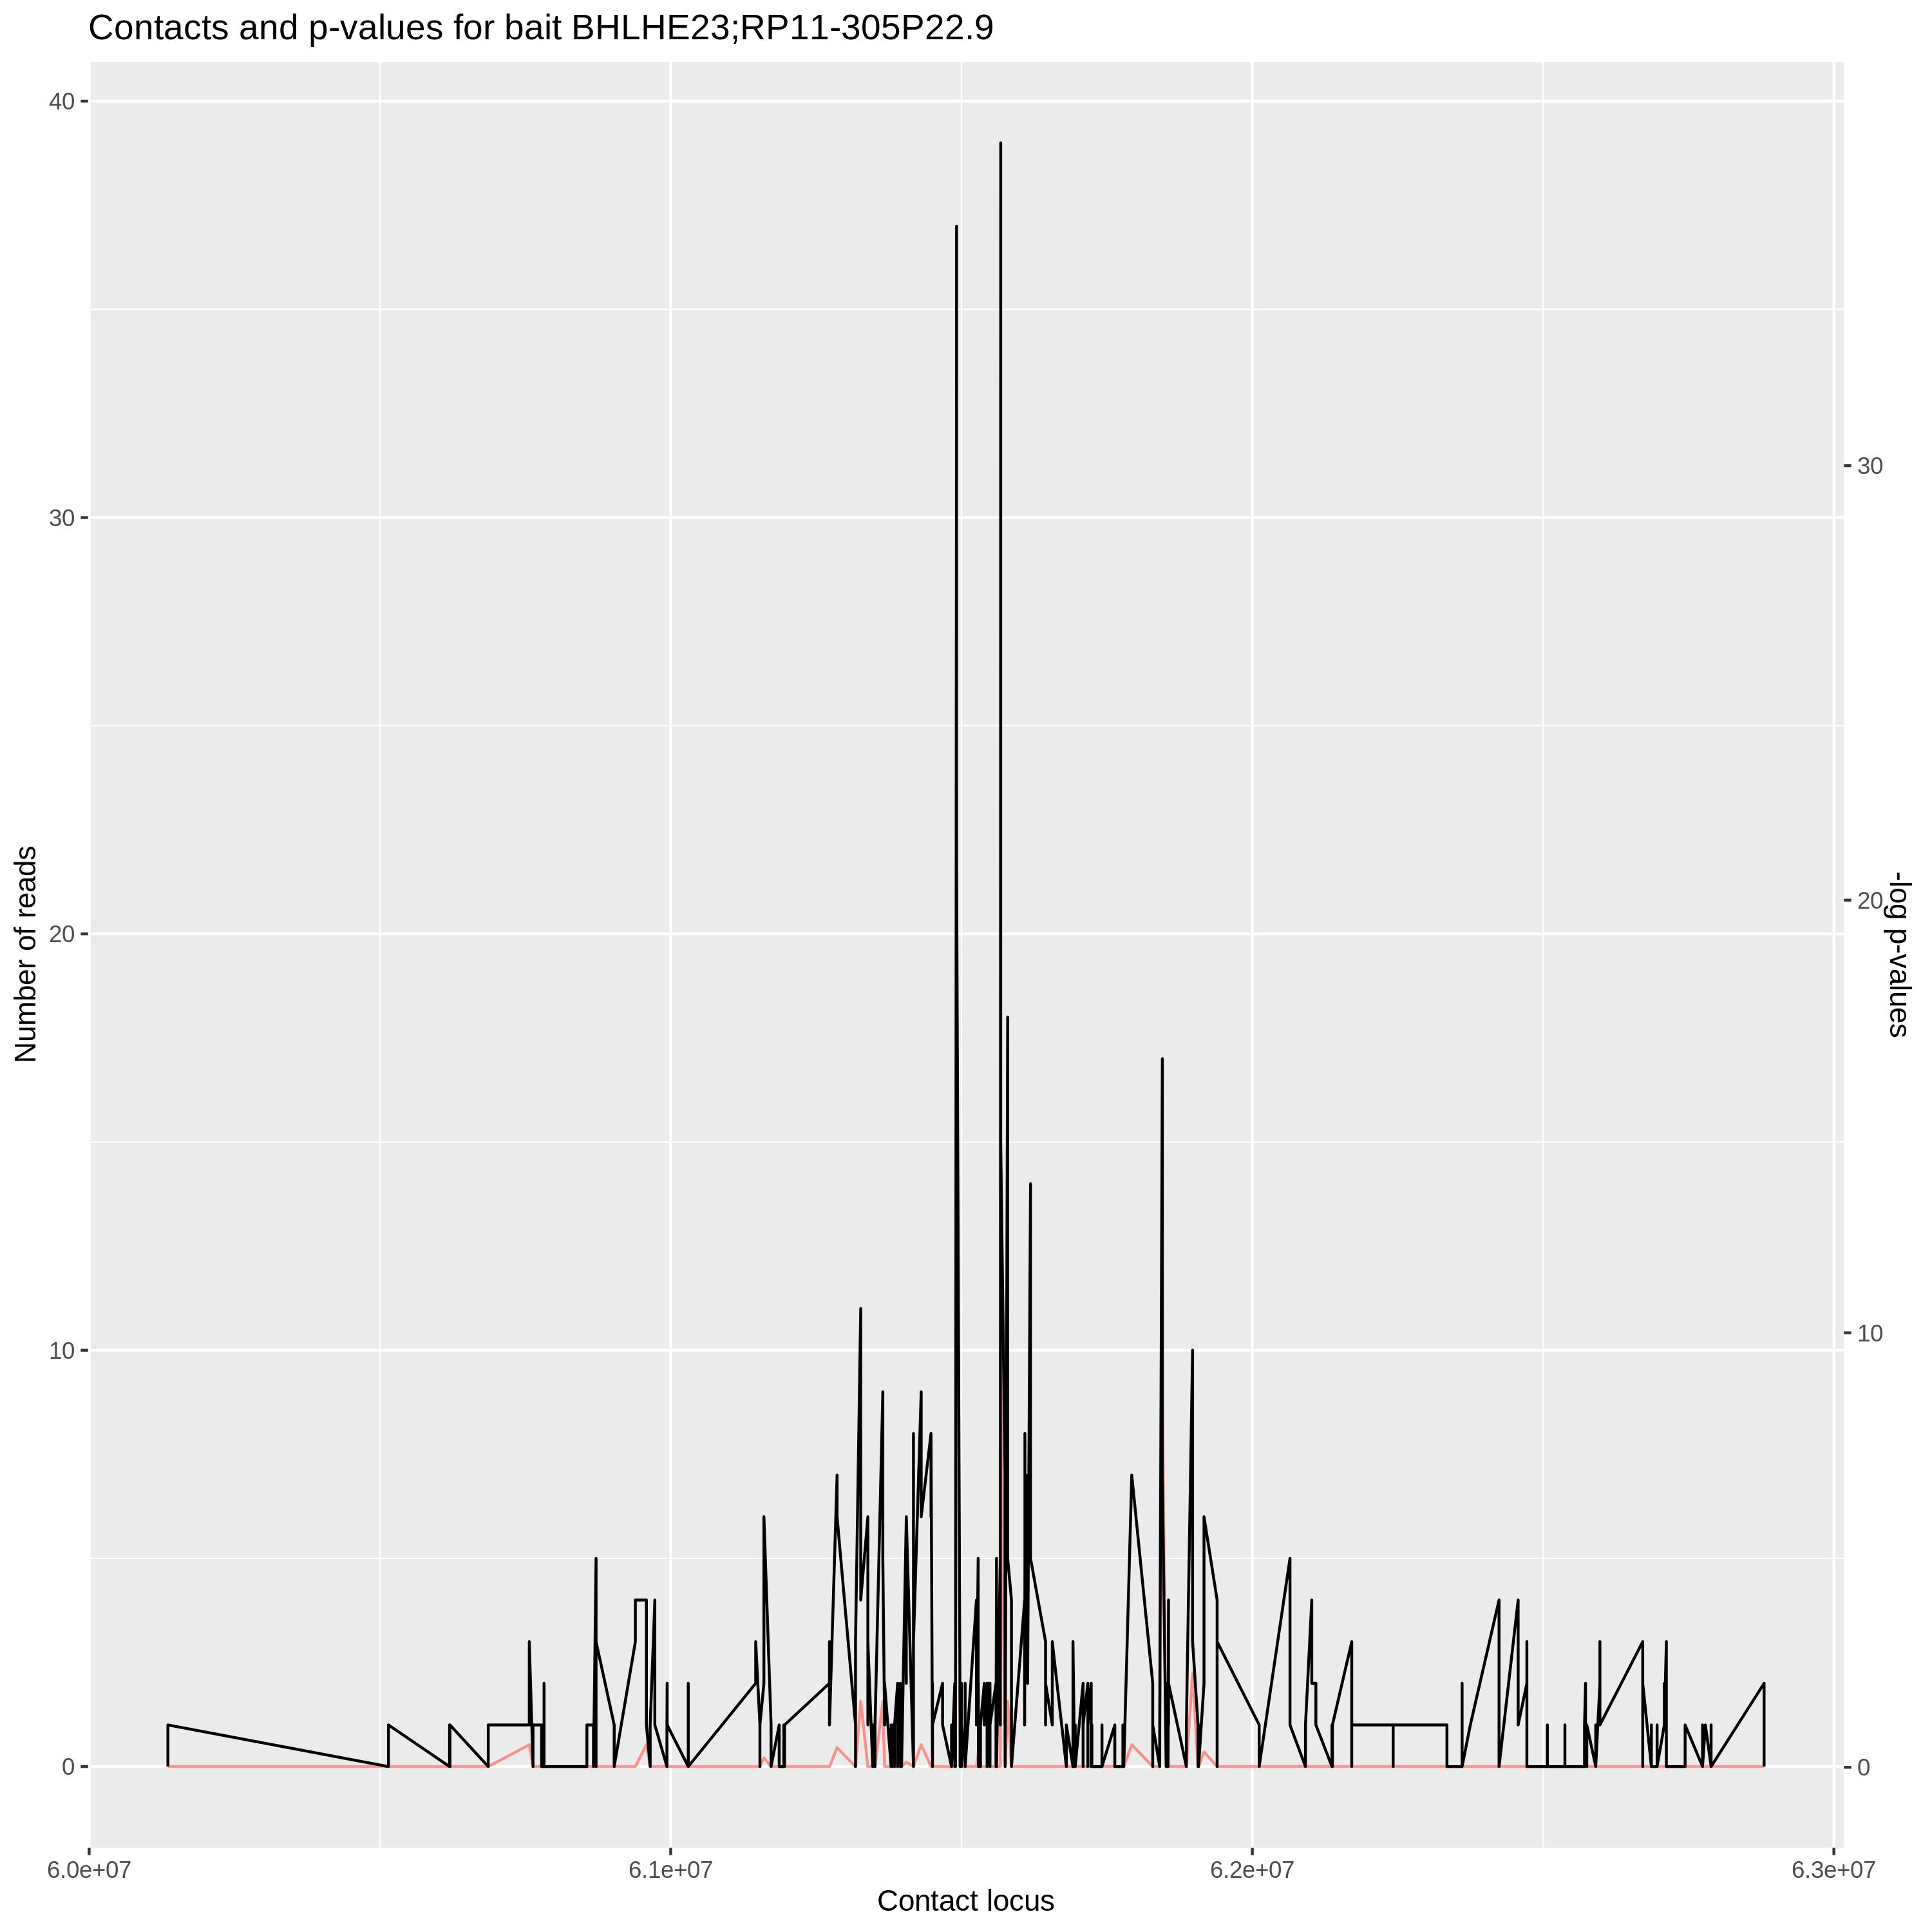 Contacts and p-values for bait BHLHE23;RP11-305P22.9
40
30
20
10
0
Number of reads
30
20
10
0
-log p-values
6.0e+07
6.1e+07
6.2e+07
6.3e+07
Contact locus